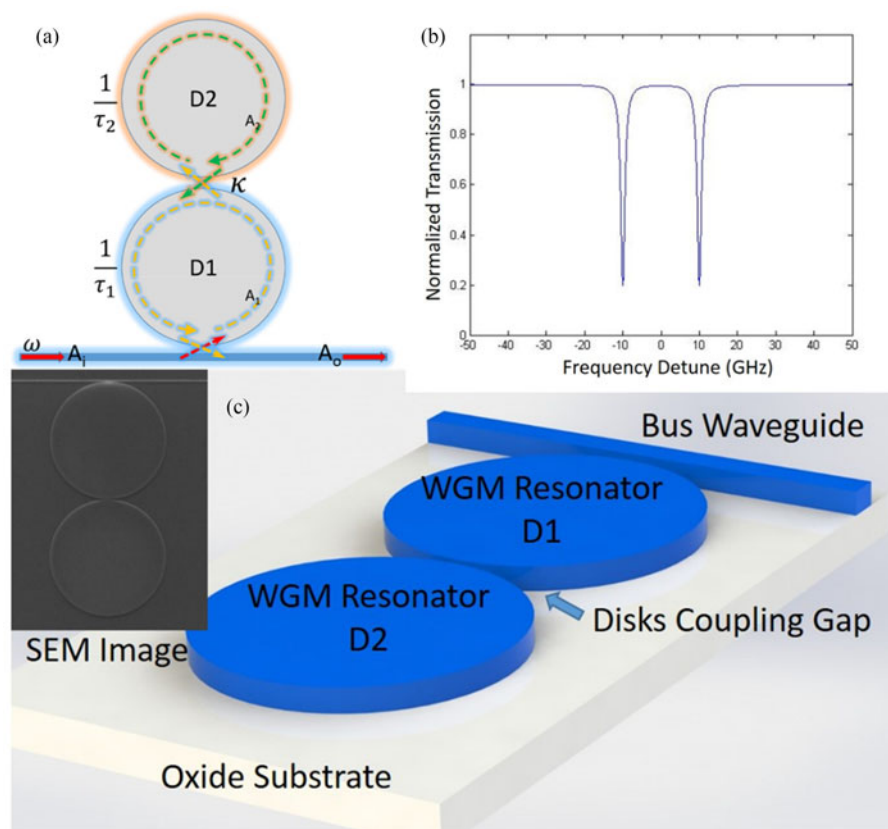 (a)
D2
1
τ₂
A₂
κ
D1
1
τ₁
A₁
ω
Aᵢ
Aₒ
(b)
Normalized Transmission
1
0.8
0.6
0.4
0.2
0
-50
-40
-30
-20
-10
0
10
20
30
40
50
Frequency Detune (GHz)
(c)
Bus Waveguide
WGM Resonator
D1
WGM Resonator
D2
Disks Coupling Gap
SEM Image
Oxide Substrate